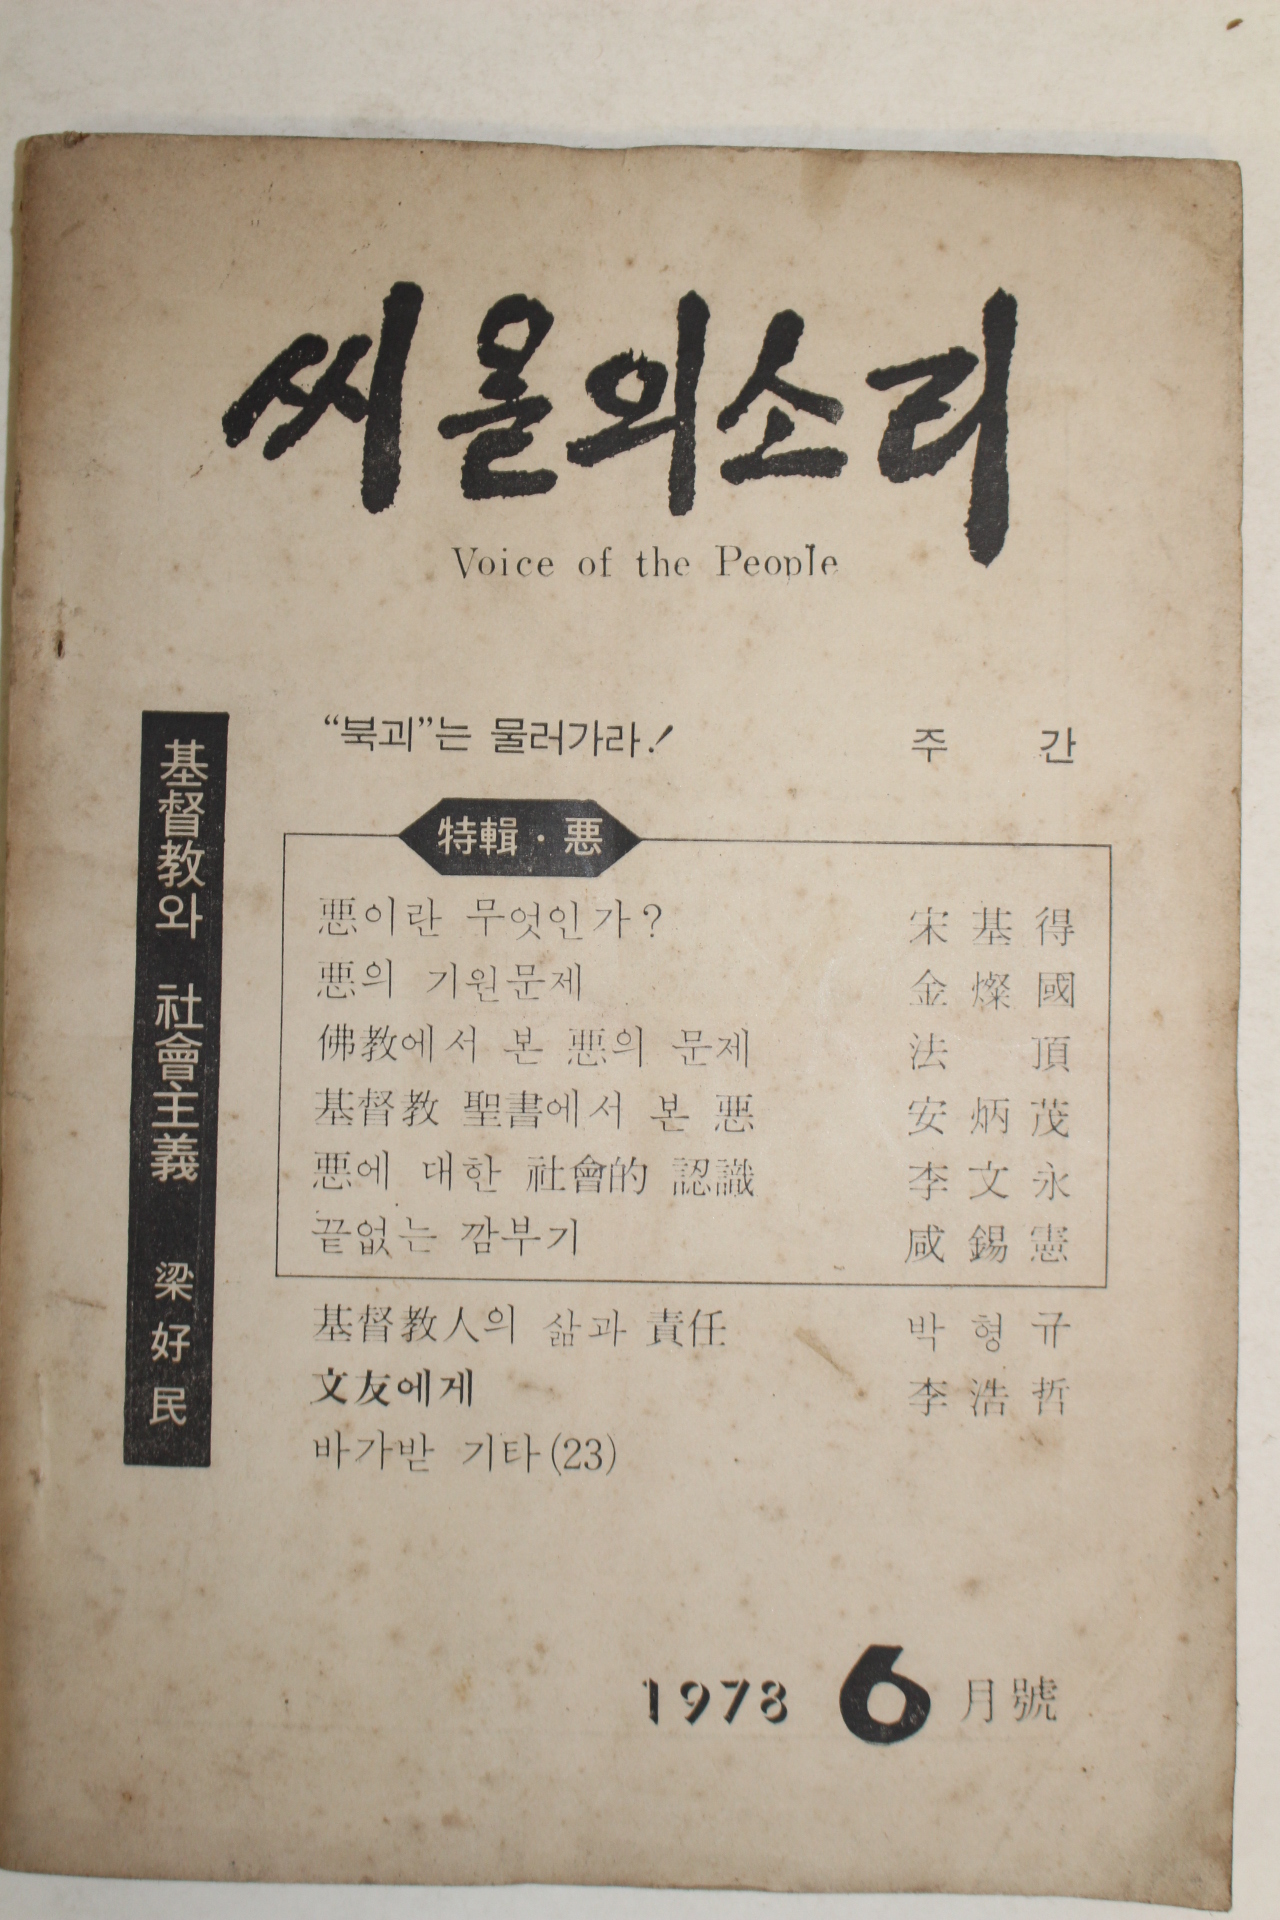 씨올의소리
Voice of the People
"북괴"는 물러가라! 주 간
特輯·悪
悪이란 무엇인가? 宋基得
悪의 기원문제 金燦國
佛教에서 본 悪의 문제 法頂
基督教 聖書에서 본 悪 安炳茂
悪에 대한 社會的 認識 李文永
끝없는 깜부기 咸錫憲
基督教人의 삶과 責任 박형규
文友에게 李浩哲
바가받 기타(23)
基督教와 社會主義 梁好民
1978 6 月號